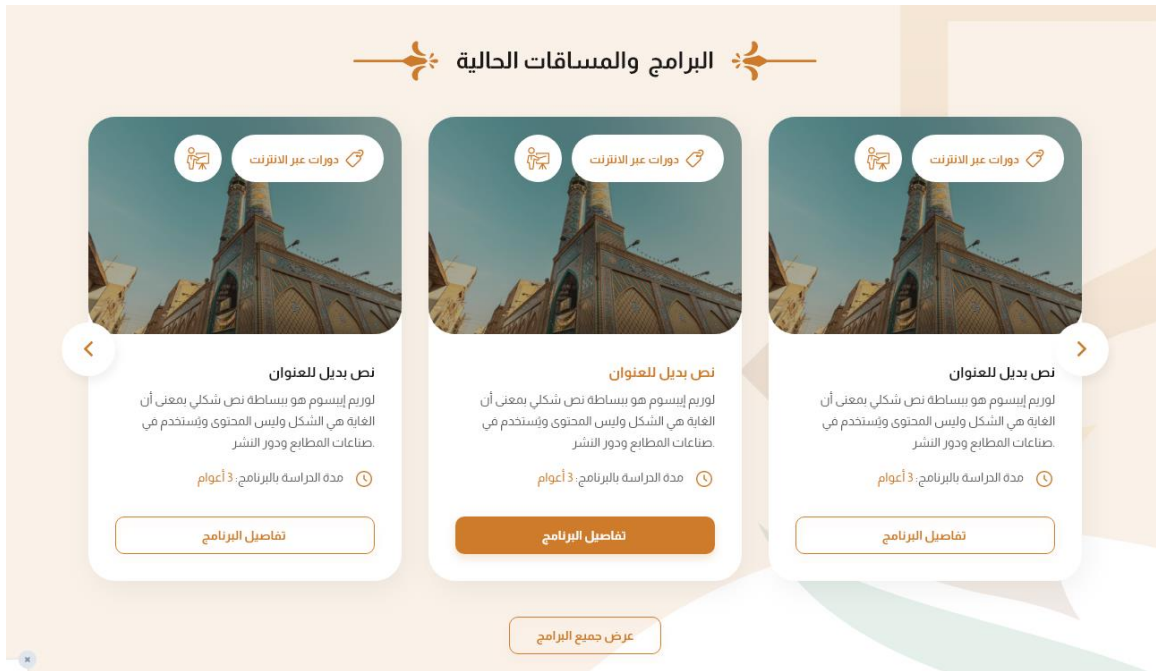 البرامج والمساقات الحالية
دورات عبر الانترنت
نص بديل للعنوان
لوريم إيبسوم هو ببساطة نص شكلي بمعنى أن
الغاية هي الشكل وليس المحتوى ويُستخدم في
صناعات المطابع ودور النشر.
مدة الدراسة بالبرنامج: 3 أعوام
تفاصيل البرنامج
دورات عبر الانترنت
نص بديل للعنوان
لوريم إيبسوم هو ببساطة نص شكلي بمعنى أن
الغاية هي الشكل وليس المحتوى ويُستخدم في
صناعات المطابع ودور النشر.
مدة الدراسة بالبرنامج: 3 أعوام
تفاصيل البرنامج
دورات عبر الانترنت
نص بديل للعنوان
لوريم إيبسوم هو ببساطة نص شكلي بمعنى أن
الغاية هي الشكل وليس المحتوى ويُستخدم في
صناعات المطابع ودور النشر.
مدة الدراسة بالبرنامج: 3 أعوام
تفاصيل البرنامج
عرض جميع البرامج